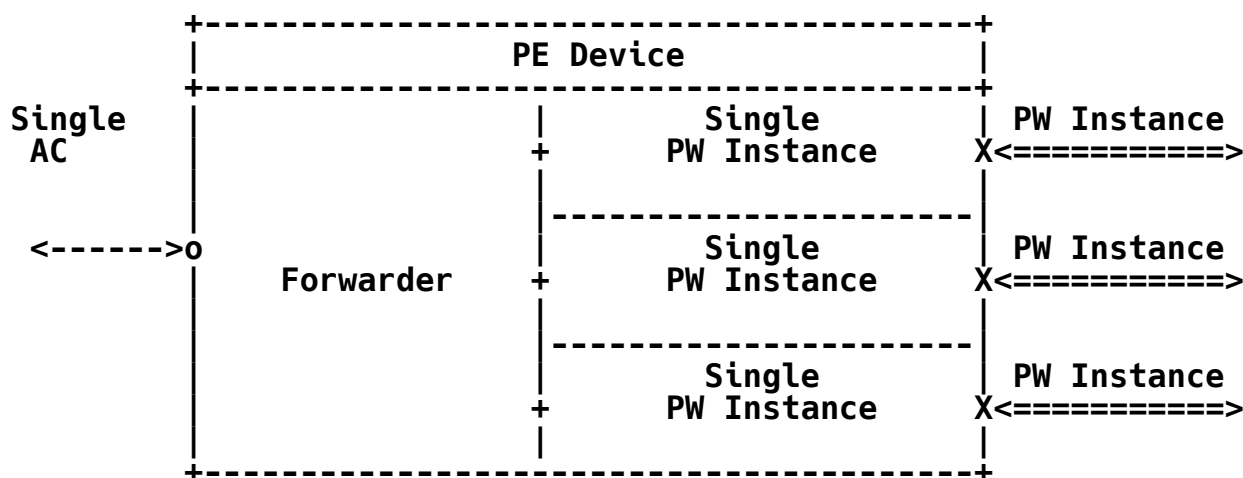 +-----------------------------------------+
|                PE Device                |
+-----------------------------------------+
Single    |                 |        Single        | PW Instance
AC     |                 +      PW Instance     X<===========>
|                 |                      |
|                 |----------------------|
<------>o                 |        Single        | PW Instance
|    Forwarder    +      PW Instance     X<===========>
|                 |                      |
|                 |----------------------|
|                 |        Single        | PW Instance
|                 +      PW Instance     X<===========>
|                 |                      |
+-----------------------------------------+